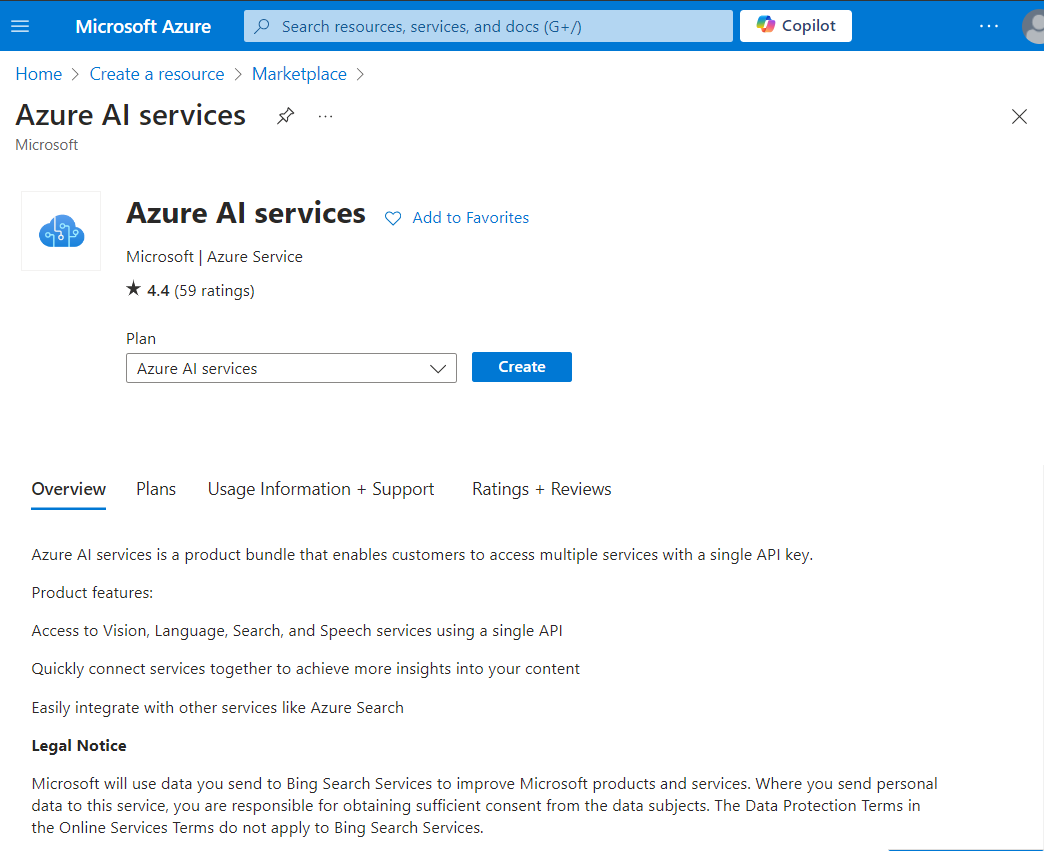 Microsoft Azure
Search resources, services, and docs (G+/)
Copilot
...
Home > Create a resource > Marketplace >
Azure AI services
...
Microsoft
Azure AI services
Add to Favorites
Microsoft | Azure Service
★ 4.4 (59 ratings)
Plan
Azure AI services
Create
Overview
Plans
Usage Information + Support
Ratings + Reviews
Azure AI services is a product bundle that enables customers to access multiple services with a single API key.
Product features:
Access to Vision, Language, Search, and Speech services using a single API
Quickly connect services together to achieve more insights into your content
Easily integrate with other services like Azure Search
Legal Notice
Microsoft will use data you send to Bing Search Services to improve Microsoft products and services. Where you send personal
data to this service, you are responsible for obtaining sufficient consent from the data subjects. The Data Protection Terms in
the Online Services Terms do not apply to Bing Search Services.